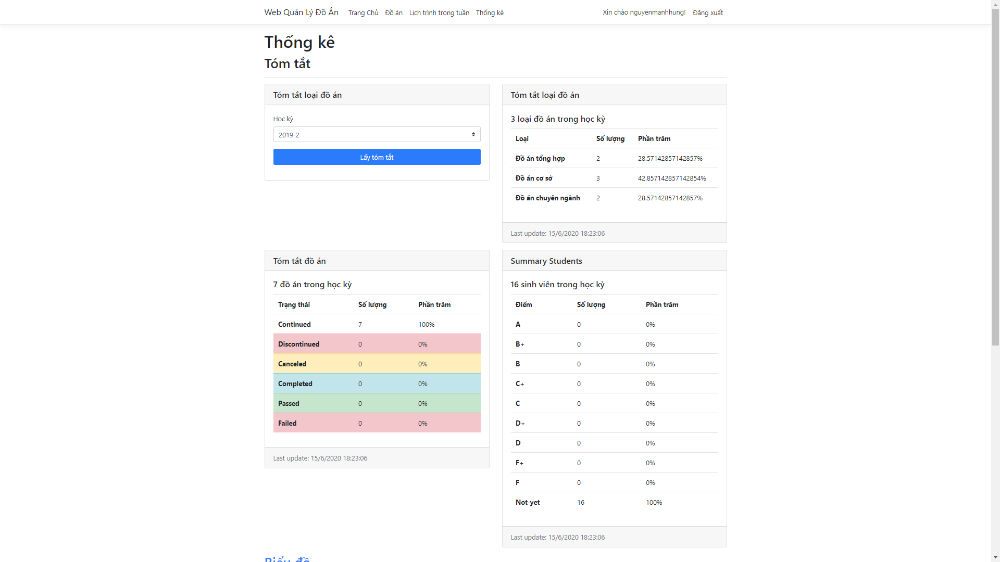 Web Quản Lý Đồ Án Trang Chủ Đồ án Lịch trình trong tuần Thống kê Xin chào nguyenmanhhung! Đăng xuất
Thống kê
Tóm tắt
Tóm tắt loại đồ án
Học kỳ
2019-2
Lấy tóm tắt
Tóm tắt loại đồ án
3 loại đồ án trong học kỳ
Loại Số lượng Phần trăm
Đồ án tổng hợp 2 28.57142857142857%
Đồ án cơ sở 3 42.857142857142854%
Đồ án chuyên ngành 2 28.57142857142857%
Last update: 15/6/2020 18:23:06
Tóm tắt đồ án
7 đồ án trong học kỳ
Trạng thái Số lượng Phần trăm
Continued 7 100%
Discontinued 0 0%
Canceled 0 0%
Completed 0 0%
Passed 0 0%
Failed 0 0%
Last update: 15/6/2020 18:23:06
Summary Students
16 sinh viên trong học kỳ
Điểm Số lượng Phần trăm
A 0 0%
B+ 0 0%
B 0 0%
C+ 0 0%
C 0 0%
D+ 0 0%
D 0 0%
F+ 0 0%
F 0 0%
Not-yet 16 100%
Last update: 15/6/2020 18:23:06
Biểu đồ